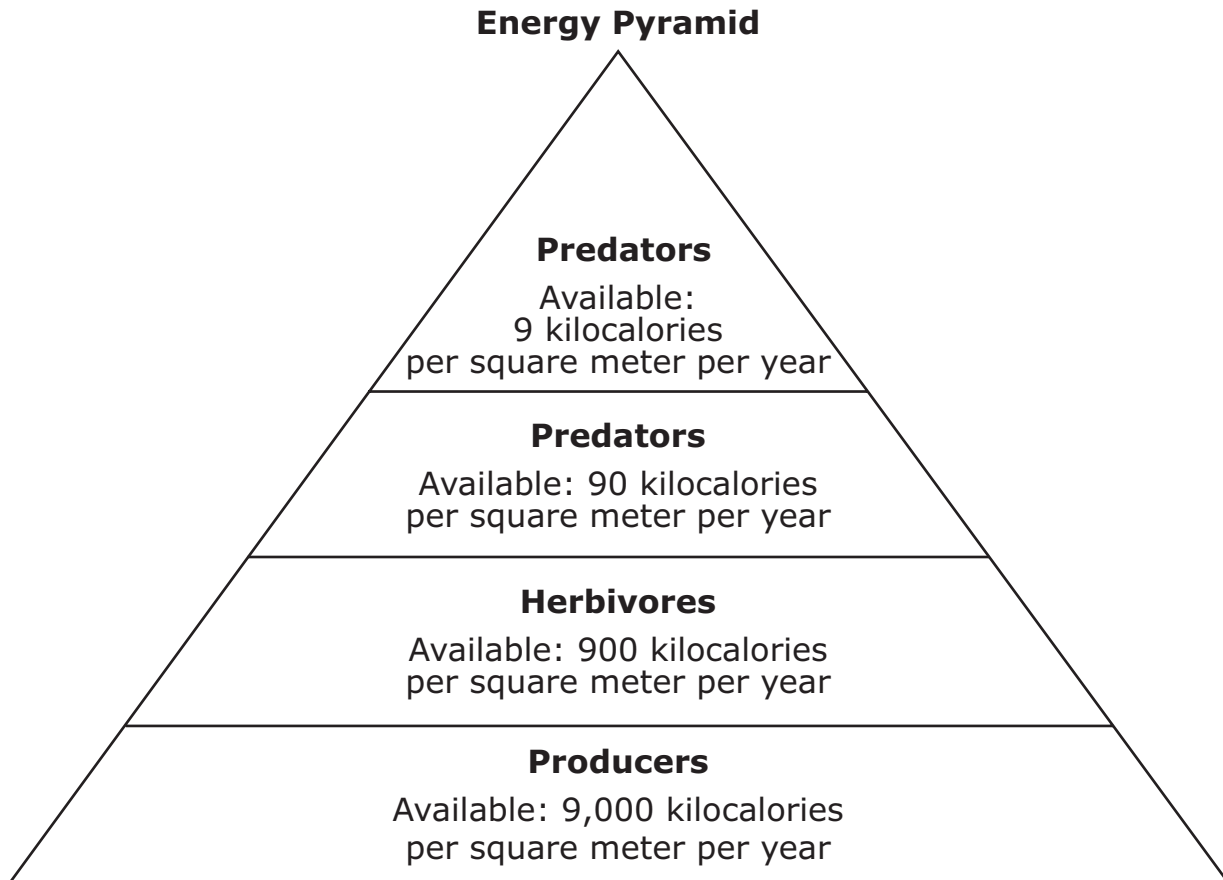 Energy Pyramid
Predators
Available:
9 kilocalories
per square meter per year
Predators
Available: 90 kilocalories
per square meter per year
Herbivores
Available: 900 kilocalories
per square meter per year
Producers
Available: 9,000 kilocalories
per square meter per year